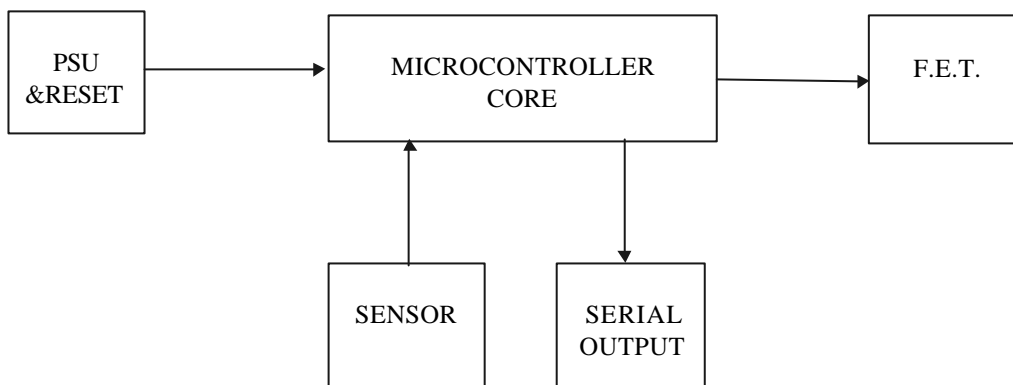 PSU
&RESET
MICROCONTROLLER
CORE
F.E.T.
SENSOR
SERIAL
OUTPUT